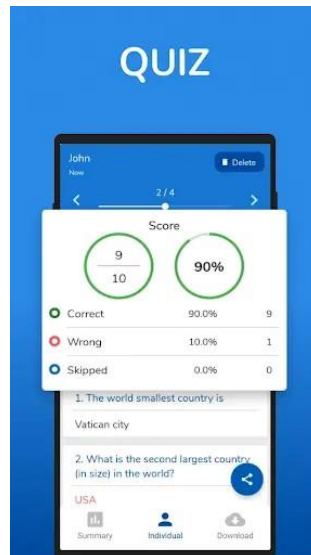 QUIZ
John
Now
Delete
2 / 4
Score
9
10
90%
Correct 90.0% 9
Wrong 10.0% 1
Skipped 0.0% 0
1. The world smallest country is
Vatican city
2. What is the second largest country
(in size) in the world?
USA
Summary Individual Download